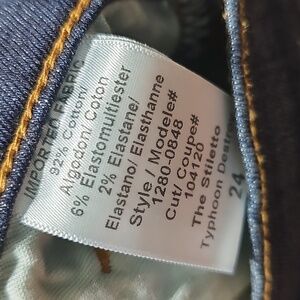 IMPORTED FABRIC
92% Cotton/
Algodon/ Coton
6% Elastomultiester
2% Elastane/
Elastano/ Elasthanne
Style / Modele#
1280-0848
Cut/ Coupe#
104120
The Stiletto
Typhoon
24